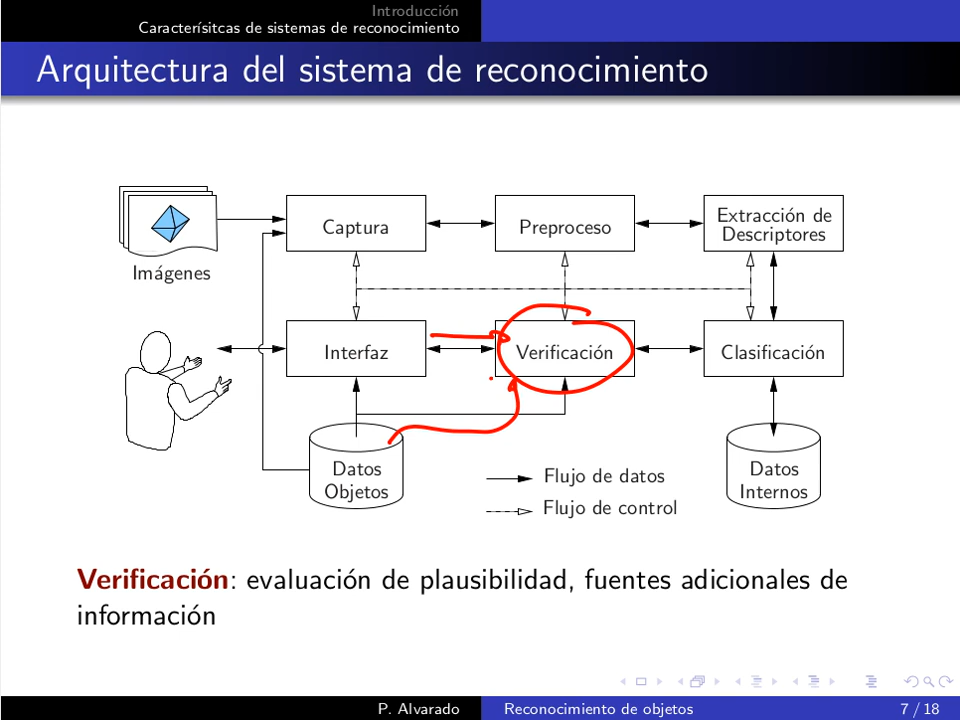 Introducción
Caracterísitcas de sistemas de reconocimiento
Arquitectura del sistema de reconocimiento
Captura
Preproceso
Extracción de
Descriptores
Imágenes
Interfaz
Verificación
Clasificación
Datos
Objetos
Flujo de datos
Flujo de control
Datos
Internos
Verificación: evaluación de plausibilidad, fuentes adicionales de
información
P. Alvarado
Reconocimiento de objetos
7 / 18